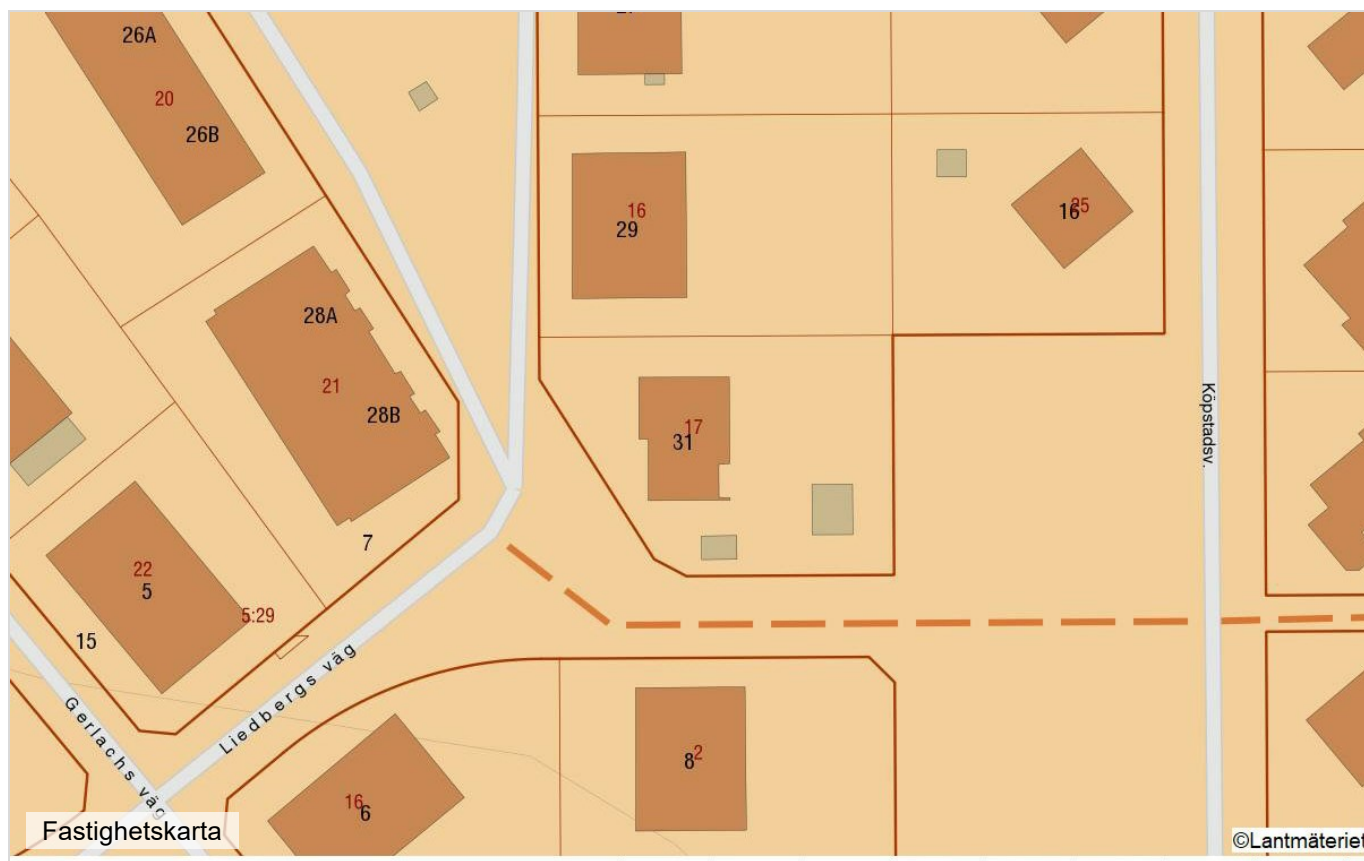 26A
20
26B
16
29
25
16
28A
21
28B
17
31
Köpstadsv.
7
22
5
5:29
15
Gerlachs väg
Liedbergs väg
2
8
16
6
Fastighetskarta
©Lantmäteriet